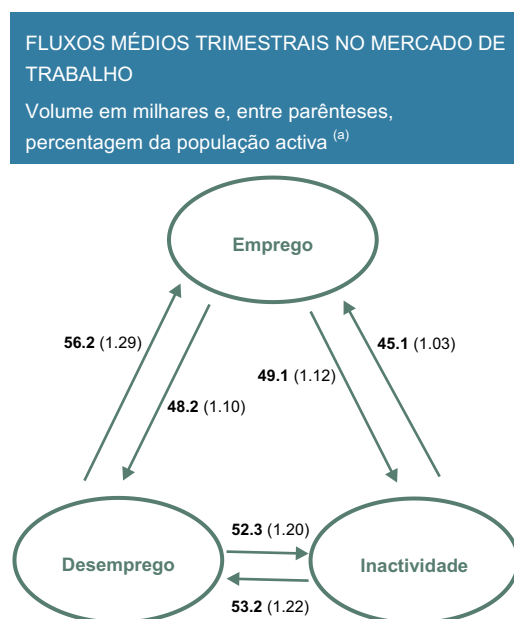 FLUXOS MÉDIOS TRIMESTRAIS NO MERCADO DE
TRABALHO
Volume em milhares e, entre parênteses,
percentagem da população activa (a)
Emprego
56.2 (1.29)
45.1 (1.03)
49.1 (1.12)
48.2 (1.10)
52.3 (1.20)
Desemprego
Inactividade
53.2 (1.22)